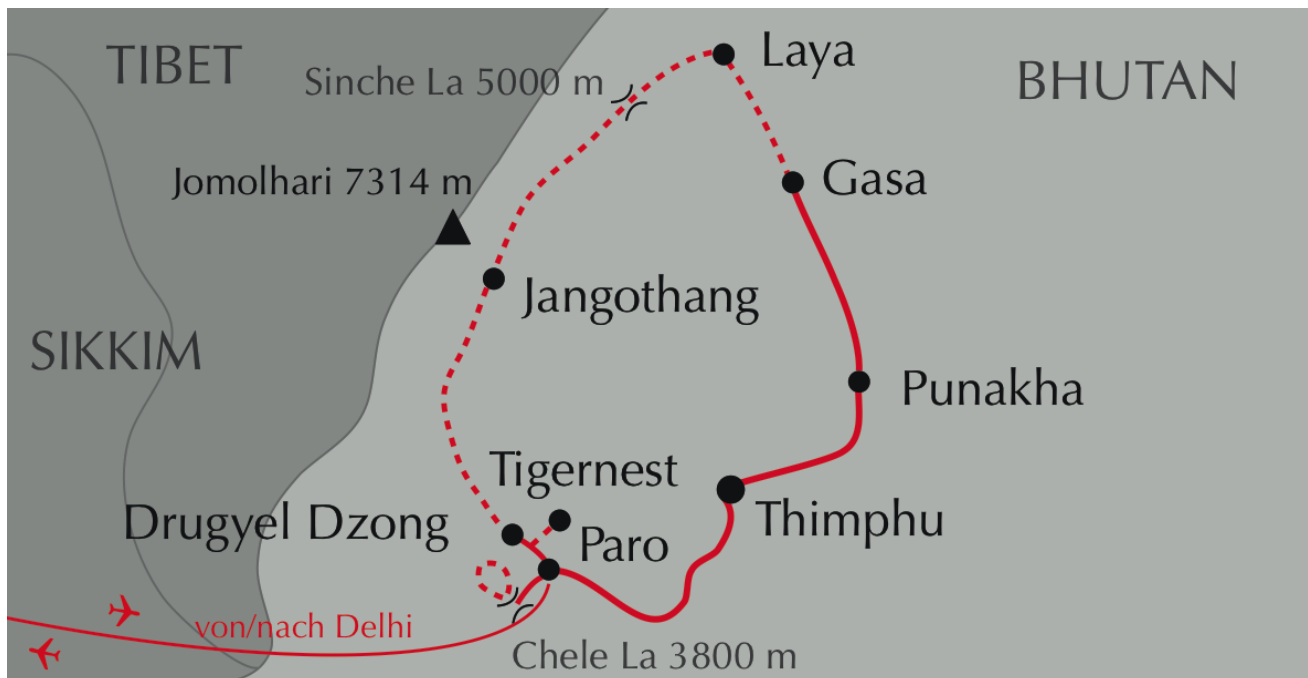 TIBET
Laya
BHUTAN
Sinche La 5000 m
Jomolhari 7314 m
Gasa
Jangothang
SIKKIM
Punakha
Tigernest
Drugyel Dzong
Thimphu
Paro
von/nach Delhi
Chele La 3800 m